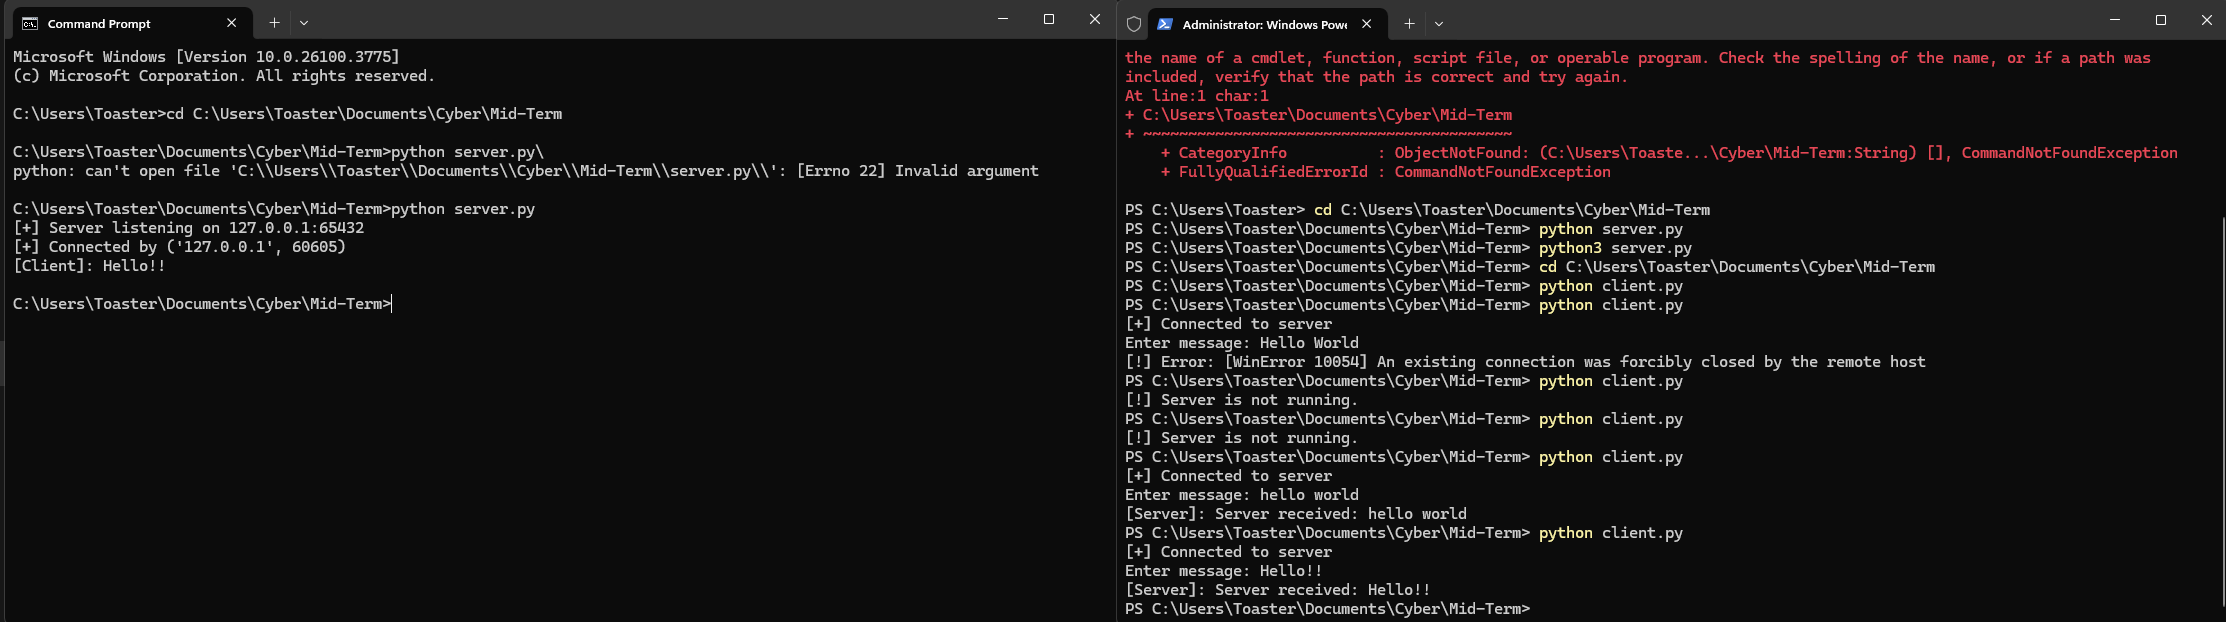 Command Prompt
Microsoft Windows [Version 10.0.26100.3775]
(c) Microsoft Corporation. All rights reserved.
C:\Users\Toaster>cd C:\Users\Toaster\Documents\Cyber\Mid-Term
C:\Users\Toaster\Documents\Cyber\Mid-Term>python server.py\
python: can't open file 'C:\\Users\\Toaster\\Documents\\Cyber\\Mid-Term\\server.py\\': [Errno 22] Invalid argument
C:\Users\Toaster\Documents\Cyber\Mid-Term>python server.py
[+] Server listening on 127.0.0.1:65432
[+] Connected by ('127.0.0.1', 60605)
[Client]: Hello!!
C:\Users\Toaster\Documents\Cyber\Mid-Term>
Administrator: Windows Powe
the name of a cmdlet, function, script file, or operable program. Check the spelling of the name, or if a path was
included, verify that the path is correct and try again.
At line:1 char:1
+ C:\Users\Toaster\Documents\Cyber\Mid-Term
+ ~~~~~~~~~~~~~~~~~~~~~~~~~~~~~~~~~~~~~~~~~
+ CategoryInfo          : ObjectNotFound: (C:\Users\Toaste...\Cyber\Mid-Term:String) [], CommandNotFoundException
+ FullyQualifiedErrorId : CommandNotFoundException
PS C:\Users\Toaster> cd C:\Users\Toaster\Documents\Cyber\Mid-Term
PS C:\Users\Toaster\Documents\Cyber\Mid-Term> python server.py
PS C:\Users\Toaster\Documents\Cyber\Mid-Term> python3 server.py
PS C:\Users\Toaster\Documents\Cyber\Mid-Term> cd C:\Users\Toaster\Documents\Cyber\Mid-Term
PS C:\Users\Toaster\Documents\Cyber\Mid-Term> python client.py
PS C:\Users\Toaster\Documents\Cyber\Mid-Term> python client.py
[+] Connected to server
Enter message: Hello World
[!] Error: [WinError 10054] An existing connection was forcibly closed by the remote host
PS C:\Users\Toaster\Documents\Cyber\Mid-Term> python client.py
[!] Server is not running.
PS C:\Users\Toaster\Documents\Cyber\Mid-Term> python client.py
[!] Server is not running.
PS C:\Users\Toaster\Documents\Cyber\Mid-Term> python client.py
[+] Connected to server
Enter message: hello world
[Server]: Server received: hello world
PS C:\Users\Toaster\Documents\Cyber\Mid-Term> python client.py
[+] Connected to server
Enter message: Hello!!
[Server]: Server received: Hello!!
PS C:\Users\Toaster\Documents\Cyber\Mid-Term>